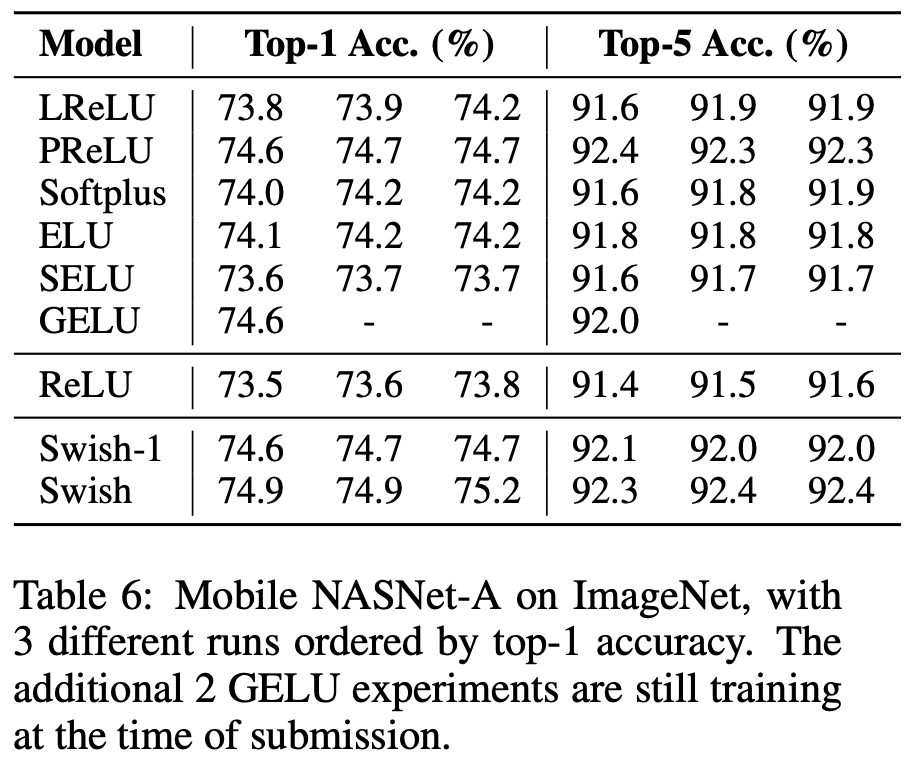 Model Top-1 Acc. (%) Top-5 Acc. (%)
LReLU 73.8 73.9 74.2 91.6 91.9 91.9
PReLU 74.6 74.7 74.7 92.4 92.3 92.3
Softplus 74.0 74.2 74.2 91.6 91.8 91.9
ELU 74.1 74.2 74.2 91.8 91.8 91.8
SELU 73.6 73.7 73.7 91.6 91.7 91.7
GELU 74.6 - - 92.0 - -
ReLU 73.5 73.6 73.8 91.4 91.5 91.6
Swish-1 74.6 74.7 74.7 92.1 92.0 92.0
Swish 74.9 74.9 75.2 92.3 92.4 92.4
Table 6: Mobile NASNet-A on ImageNet, with
3 different runs ordered by top-1 accuracy. The
additional 2 GELU experiments are still training
at the time of submission.